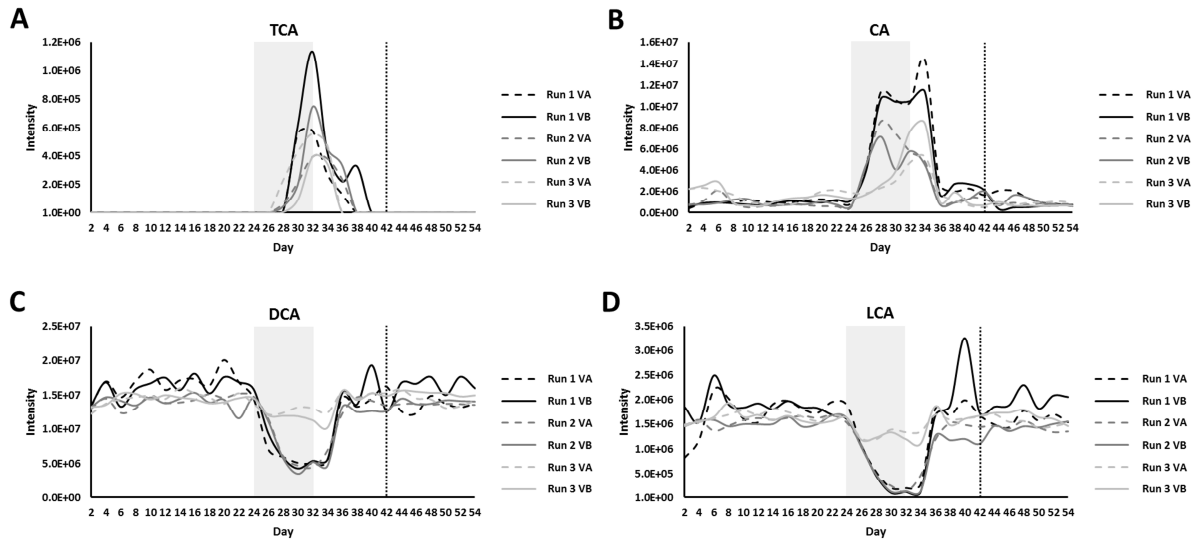 A
TCA
1.2E+06
1.0E+06
8.0E+05
6.0E+05
4.0E+05
2.0E+05
1.0E+00
Intensity
2 4 6 8 10 12 14 16 18 20 22 24 26 28 30 32 34 36 38 40 42 44 46 48 50 52 54
Day
Run 1 VA
Run 1 VB
Run 2 VA
Run 2 VB
Run 3 VA
Run 3 VB
B
CA
1.6E+07
1.4E+07
1.2E+07
1.0E+07
8.0E+06
6.0E+06
4.0E+06
2.0E+06
0.0E+00
Intensity
2 4 6 8 10 12 14 16 18 20 22 24 26 28 30 32 34 36 38 40 42 44 46 48 50 52 54
Day
Run 1 VA
Run 1 VB
Run 2 VA
Run 2 VB
Run 3 VA
Run 3 VB
C
DCA
2.5E+07
2.0E+07
1.5E+07
1.0E+07
5.0E+06
0.0E+00
Intensity
2 4 6 8 10 12 14 16 18 20 22 24 26 28 30 32 34 36 38 40 42 44 46 48 50 52 54
Day
Run 1 VA
Run 1 VB
Run 2 VA
Run 2 VB
Run 3 VA
Run 3 VB
D
LCA
3.5E+06
3.0E+06
2.5E+06
2.0E+06
1.5E+06
1.0E+06
5.0E+05
1.0E+00
Intensity
2 4 6 8 10 12 14 16 18 20 22 24 26 28 30 32 34 36 38 40 42 44 46 48 50 52 54
Day
Run 1 VA
Run 1 VB
Run 2 VA
Run 2 VB
Run 3 VA
Run 3 VB